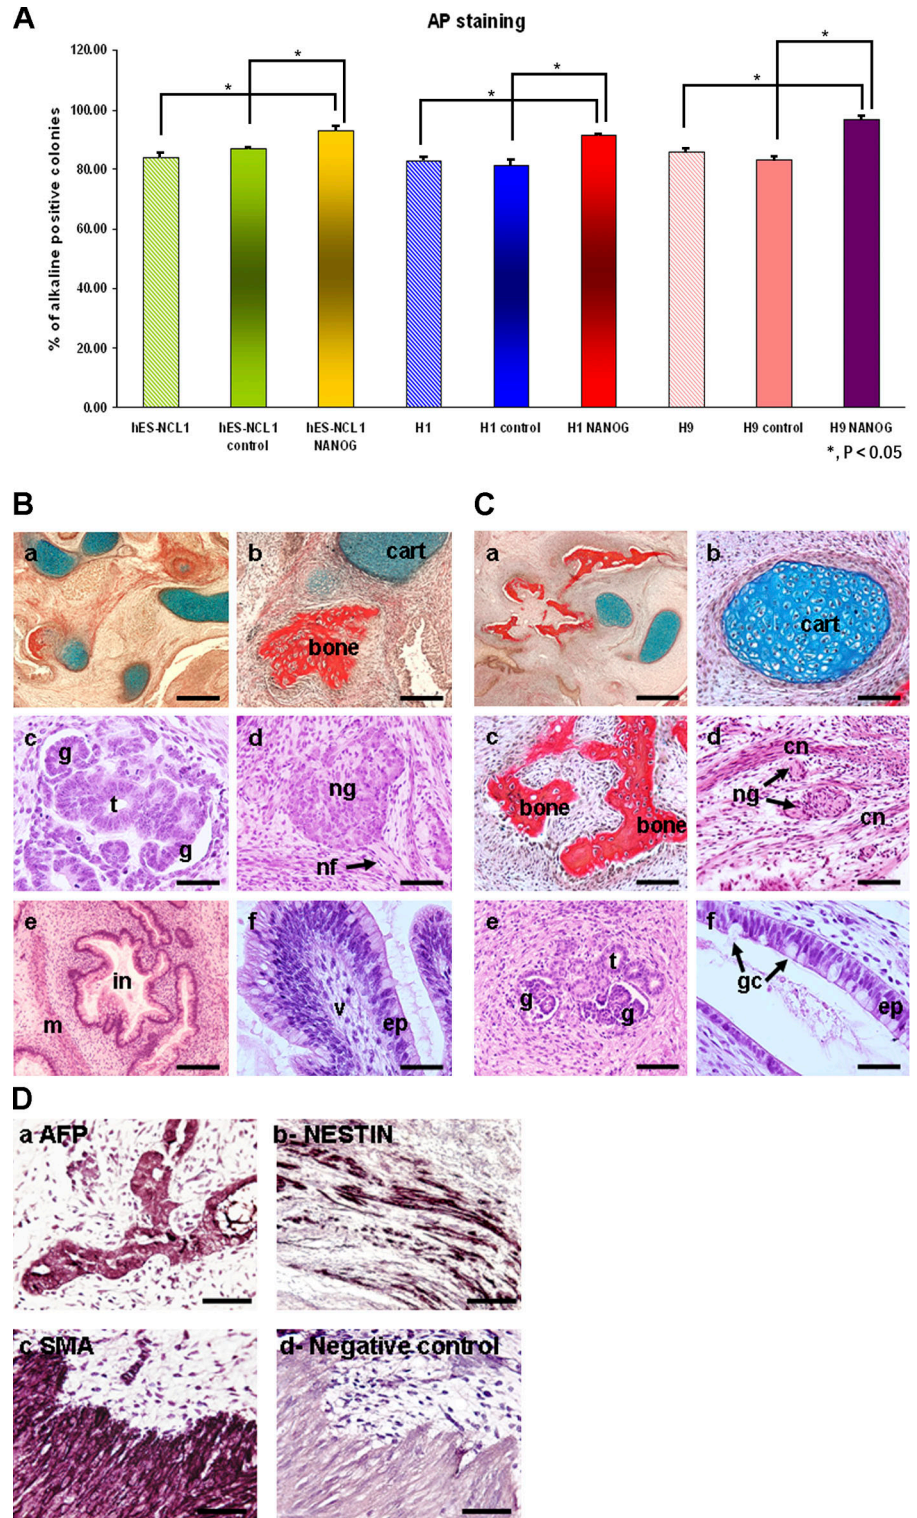 A
AP staining
% of alkaline positive colonies
120.00
100.00
80.00
60.00
40.00
20.00
0.00
*
*
*
*
*
*
hES-NCL1
hES-NCL1 control
hES-NCL1 NANOG
H1
H1 control
H1 NANOG
H9
H9 control
H9 NANOG
*, P < 0.05
B
a
b
cart
bone
c
g
t
g
d
ng
nf
e
in
m
f
v
ep
C
a
b
cart
c
bone
bone
d
cn
ng
cn
e
t
g
g
f
gc
ep
D
a AFP
b- NESTIN
c SMA
d- Negative control